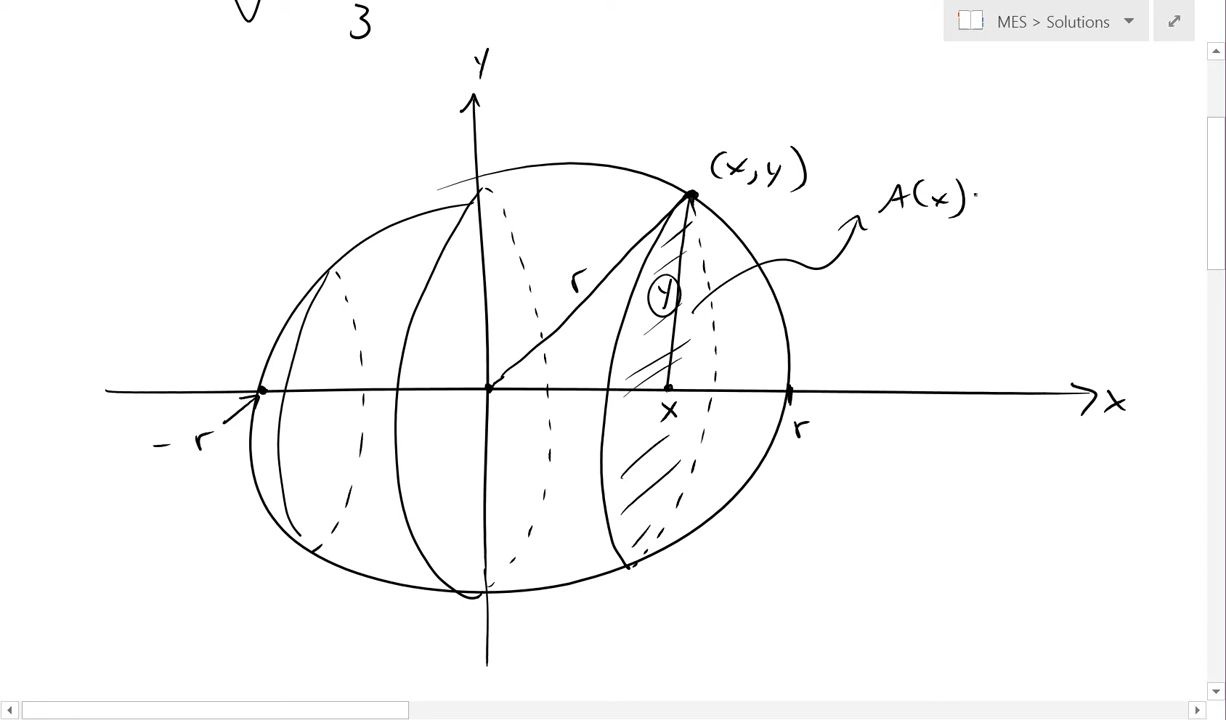 MES > Solutions
3
y
(x,y)
A(x).
r
y
x
x
- r
r